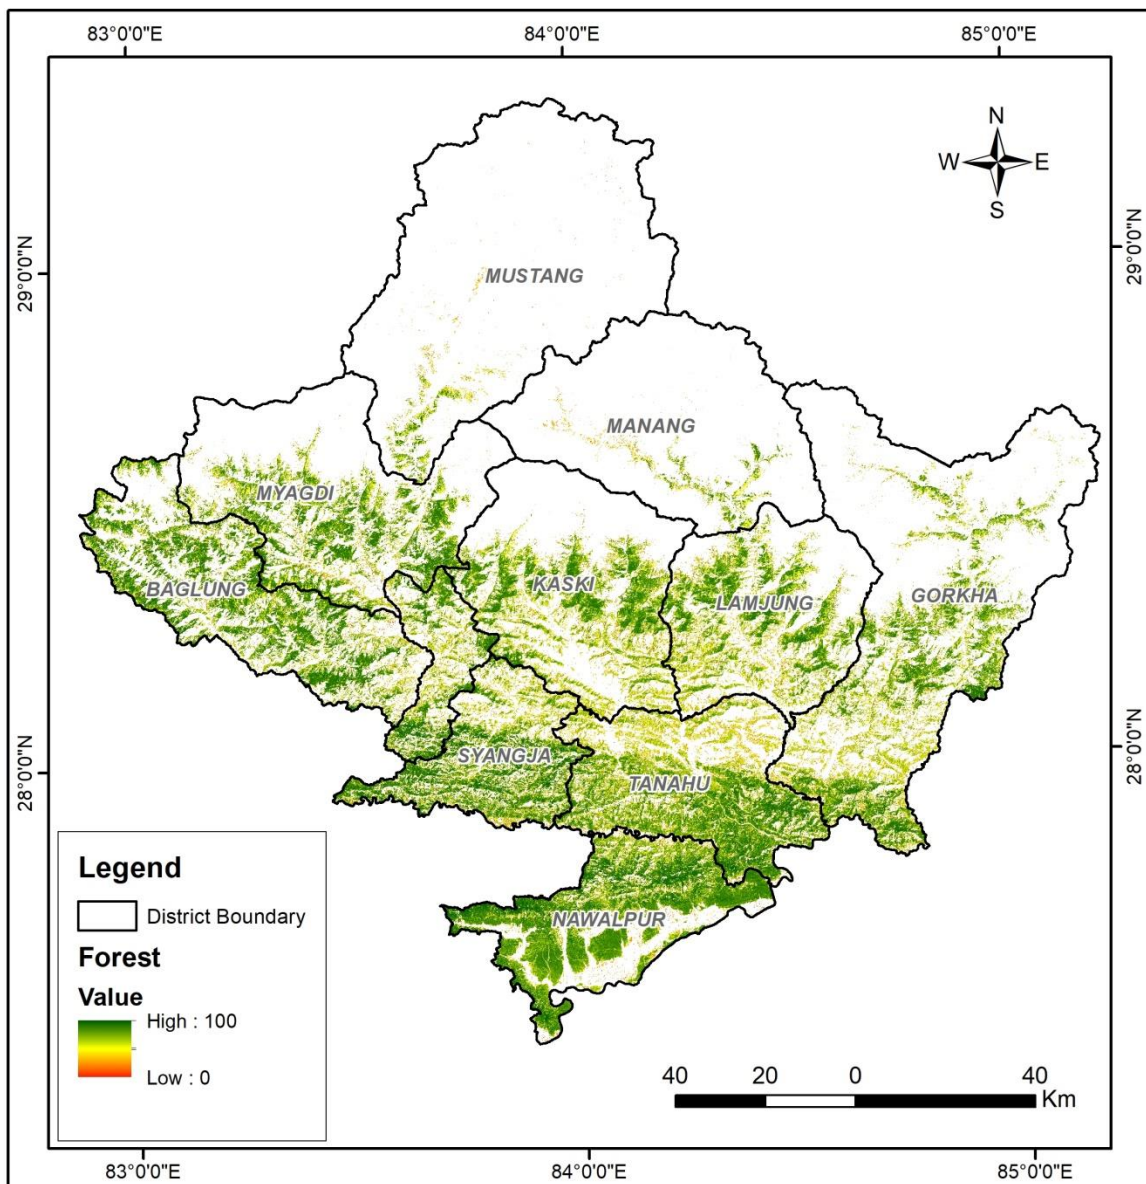 83°0'0"E 84°0'0"E 85°0'0"E
N
W E
S
29°0'0"N
29°0'0"N
MUSTANG
MANANG
MYAGDI
BAGLUNG
KASKI
LAMJUNG
GORKHA
28°0'0"N
28°0'0"N
SYANGJA
TANAHU
NAWALPUR
Legend
District Boundary
Forest
Value
High : 100
Low : 0
40 20 0 40
Km
83°0'0"E 84°0'0"E 85°0'0"E